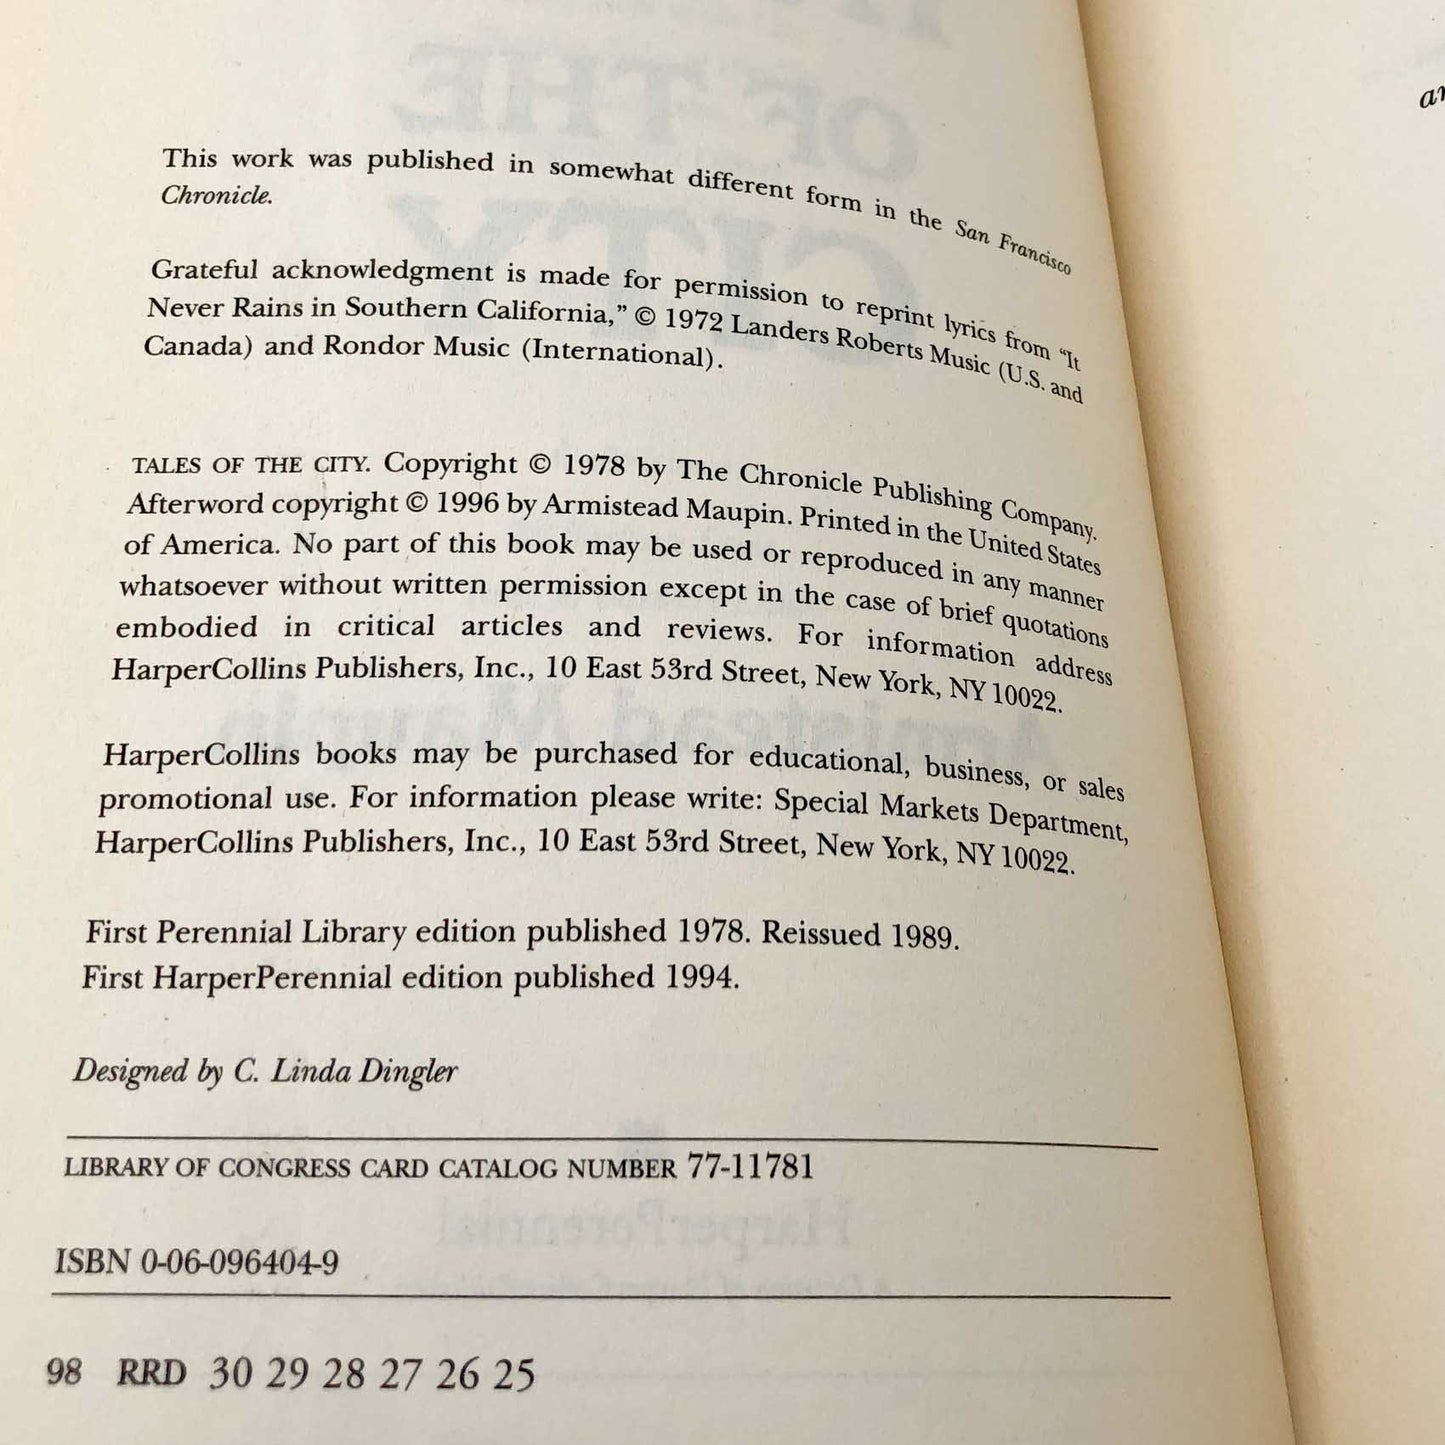 This work was published in somewhat different form in the San Francisco
Chronicle.
Grateful acknowledgment is made for permission to reprint lyrics from “It
Never Rains in Southern California,” © 1972 Landers Roberts Music (U.S. and
Canada) and Rondor Music (International).
TALES OF THE CITY. Copyright © 1978 by The Chronicle Publishing Company.
Afterword copyright © 1996 by Armistead Maupin. Printed in the United States
of America. No part of this book may be used or reproduced in any manner
whatsoever without written permission except in the case of brief quotations
embodied in critical articles and reviews. For information address
HarperCollins Publishers, Inc., 10 East 53rd Street, New York, NY 10022.
HarperCollins books may be purchased for educational, business, or sales
promotional use. For information please write: Special Markets Department,
HarperCollins Publishers, Inc., 10 East 53rd Street, New York, NY 10022.
First Perennial Library edition published 1978. Reissued 1989.
First HarperPerennial edition published 1994.
Designed by C. Linda Dingler
LIBRARY OF CONGRESS CARD CATALOG NUMBER 77-11781
ISBN 0-06-096404-9
98 RRD 30 29 28 27 26 25